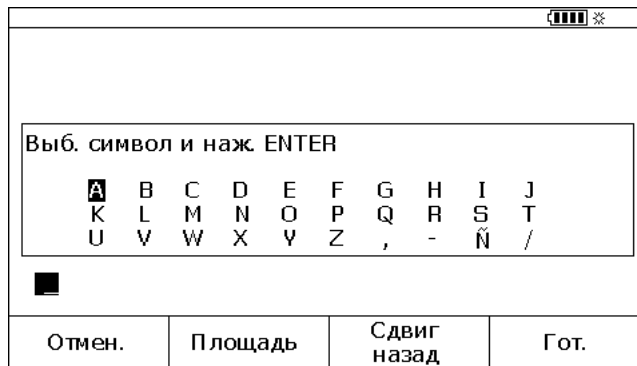 Выб. символ и наж. ENTER
A B C D E F G H I J
K L M N O P Q R S T
U V W X Y Z , - Ñ /
_
Отмен. Площадь Сдвиг назад Гот.